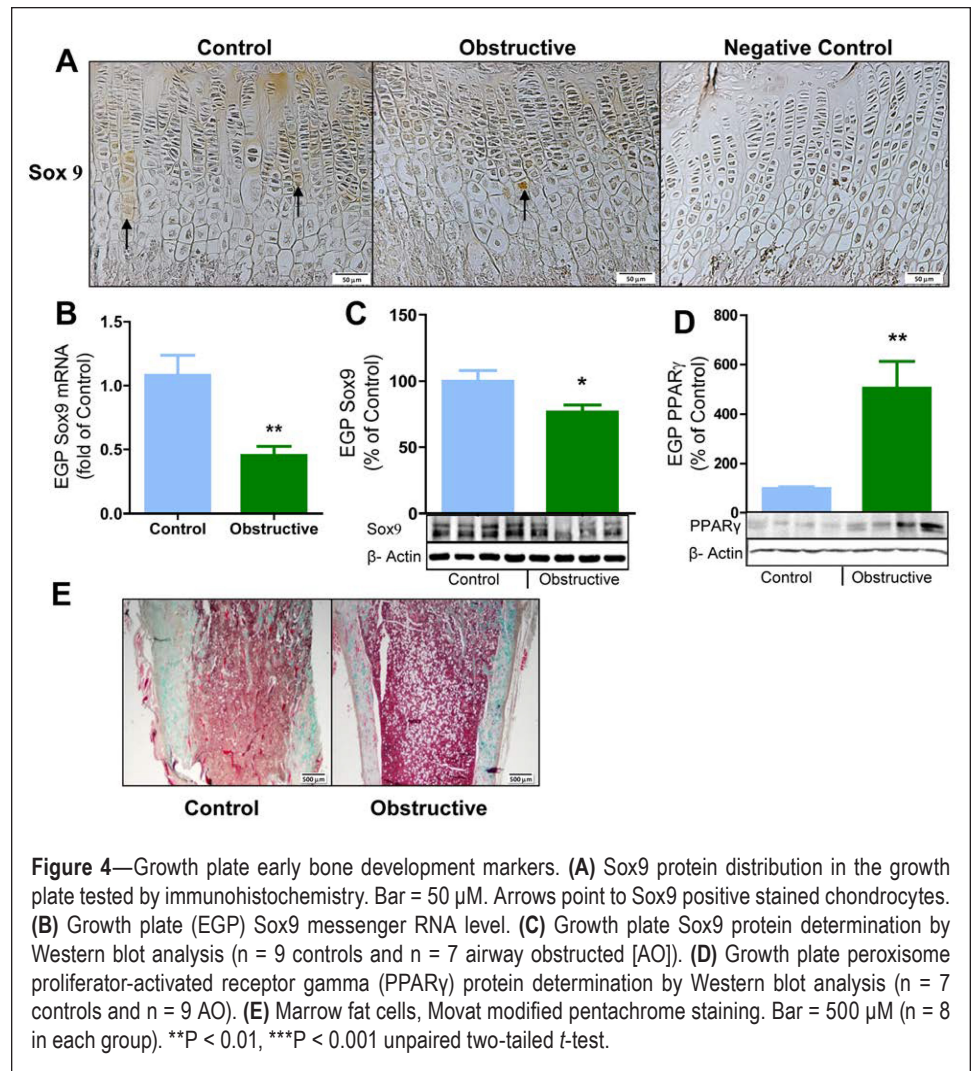 Control Obstructive Negative Control
A
Sox 9
50 µm 50 µm 50 µm
B
EGP Sox9 mRNA
(fold of Control)
1.5
1.0
0.5
0.0
**
Control Obstructive
C
EGP Sox9
(% of Control)
150
100
50
0
*
Sox9
β- Actin
Control Obstructive
D
EGP PPARγ
(% of Control)
800
600
400
200
0
**
PPARγ
β- Actin
Control Obstructive
E
500 µm 500 µm
Control Obstructive
Figure 4—Growth plate early bone development markers. (A) Sox9 protein distribution in the growth
plate tested by immunohistochemistry. Bar = 50 µM. Arrows point to Sox9 positive stained chondrocytes.
(B) Growth plate (EGP) Sox9 messenger RNA level. (C) Growth plate Sox9 protein determination by
Western blot analysis (n = 9 controls and n = 7 airway obstructed [AO]). (D) Growth plate peroxisome
proliferator-activated receptor gamma (PPARγ) protein determination by Western blot analysis (n = 7
controls and n = 9 AO). (E) Marrow fat cells, Movat modified pentachrome staining. Bar = 500 µM (n = 8
in each group). **P < 0.01, ***P < 0.001 unpaired two-tailed t-test.